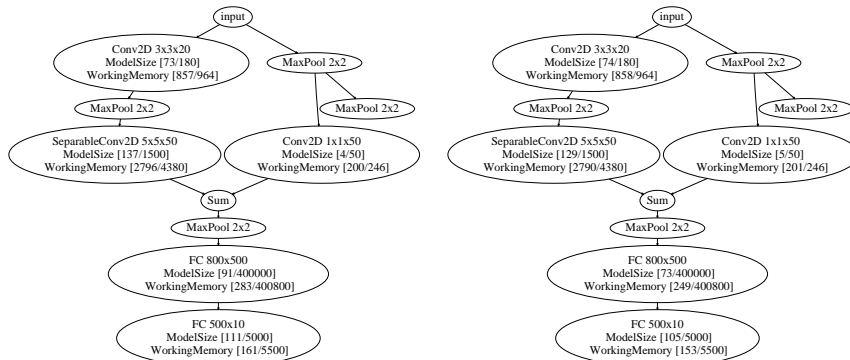 input
Conv2D 3x3x20
ModelSize [73/180]
WorkingMemory [857/964]
MaxPool 2x2
MaxPool 2x2
MaxPool 2x2
SeparableConv2D 5x5x50
ModelSize [137/1500]
WorkingMemory [2796/4380]
Conv2D 1x1x50
ModelSize [4/50]
WorkingMemory [200/246]
Sum
MaxPool 2x2
FC 800x500
ModelSize [91/400000]
WorkingMemory [283/400800]
FC 500x10
ModelSize [111/5000]
WorkingMemory [161/5500]
input
Conv2D 3x3x20
ModelSize [74/180]
WorkingMemory [858/964]
MaxPool 2x2
MaxPool 2x2
MaxPool 2x2
SeparableConv2D 5x5x50
ModelSize [129/1500]
WorkingMemory [2790/4380]
Conv2D 1x1x50
ModelSize [5/50]
WorkingMemory [201/246]
Sum
MaxPool 2x2
FC 800x500
ModelSize [73/400000]
WorkingMemory [249/400800]
FC 500x10
ModelSize [105/5000]
WorkingMemory [153/5500]